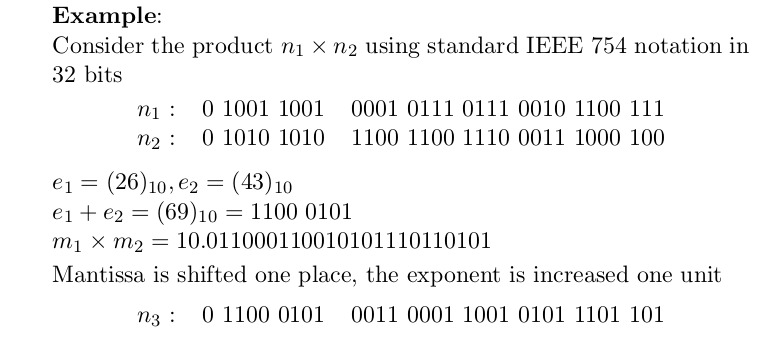 Example:
Consider the product n₁ × n₂ using standard IEEE 754 notation in
32 bits
n₁ : 0 1001 1001 0001 0111 0111 0010 1100 111
n₂ : 0 1010 1010 1100 1100 1110 0011 1000 100
e₁ = (26)₁₀, e₂ = (43)₁₀
e₁ + e₂ = (69)₁₀ = 1100 0101
m₁ × m₂ = 10.0110001100101011101​10101
Mantissa is shifted one place, the exponent is increased one unit
n₃ : 0 1100 0101 0011 0001 1001 0101 1101 101